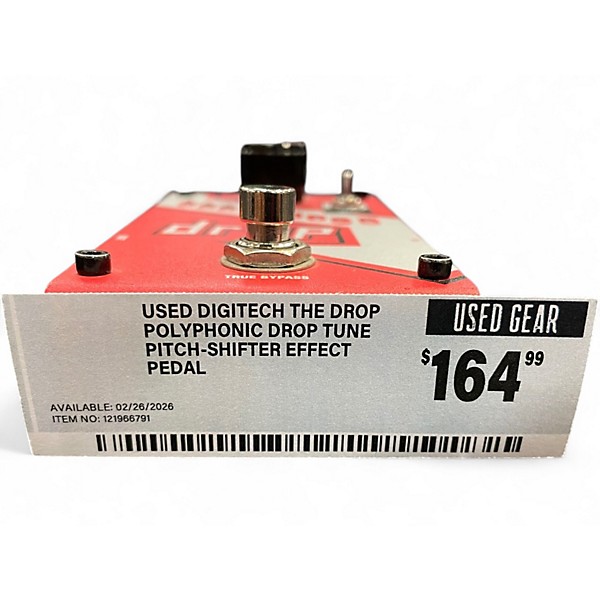 drop
TRUE BYPASS
USED DIGITECH THE DROP
POLYPHONIC DROP TUNE
PITCH-SHIFTER EFFECT
PEDAL
USED GEAR
$164.99
AVAILABLE: 02/26/2026
ITEM NO: 121966791